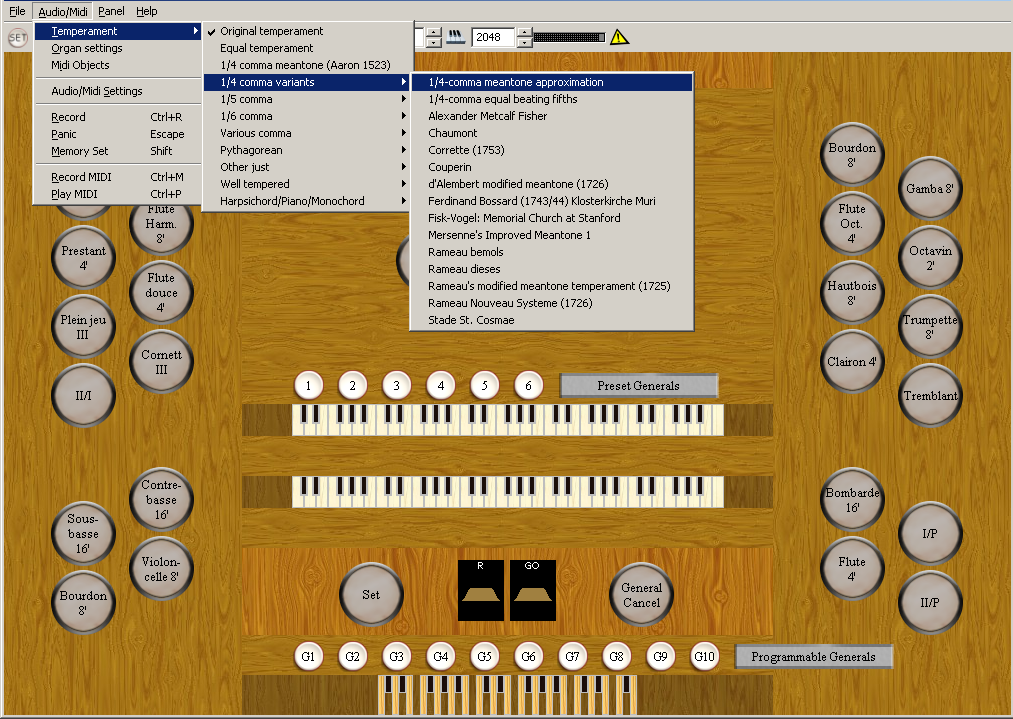 File Audio/Midi Panel Help
SET
2048
Temperament
Organ settings
Midi Objects
Audio/Midi Settings
Record Ctrl+R
Panic Escape
Memory Set Shift
Record MIDI Ctrl+M
Play MIDI Ctrl+P
Original temperament
Equal temperament
1/4 comma meantone (Aaron 1523)
1/4 comma variants
1/5 comma
1/6 comma
Various comma
Pythagorean
Other just
Well tempered
Harpsichord/Piano/Monochord
1/4-comma meantone approximation
1/4-comma equal beating fifths
Alexander Metcalf Fisher
Chaumont
Corrette (1753)
Couperin
d'Alembert modified meantone (1726)
Ferdinand Bossard (1743/44) Klosterkirche Muri
Fisk-Vogel: Memorial Church at Stanford
Mersenne's Improved Meantone 1
Rameau bemols
Rameau dieses
Rameau's modified meantone temperament (1725)
Rameau Nouveau Systeme (1726)
Stade St. Cosmae
Flute
Harm.
8'
Prestant
4'
Flute
douce
4'
Plein jeu
III
Cornett
III
II/I
Bourdon
8'
Gamba 8'
Flute
Oct.
4'
Octavin
2'
Hautbois
8'
Trumpette
8'
Clairon 4'
Tremblant
1 2 3 4 5 6 Preset Generals
Contre-
basse
16'
Sous-
basse
16'
Violon-
celle 8'
Bourdon
8'
Bombarde
16'
I/P
Flute
4'
II/P
Set
R GO
General
Cancel
G1 G2 G3 G4 G5 G6 G7 G8 G9 G10 Programmable Generals